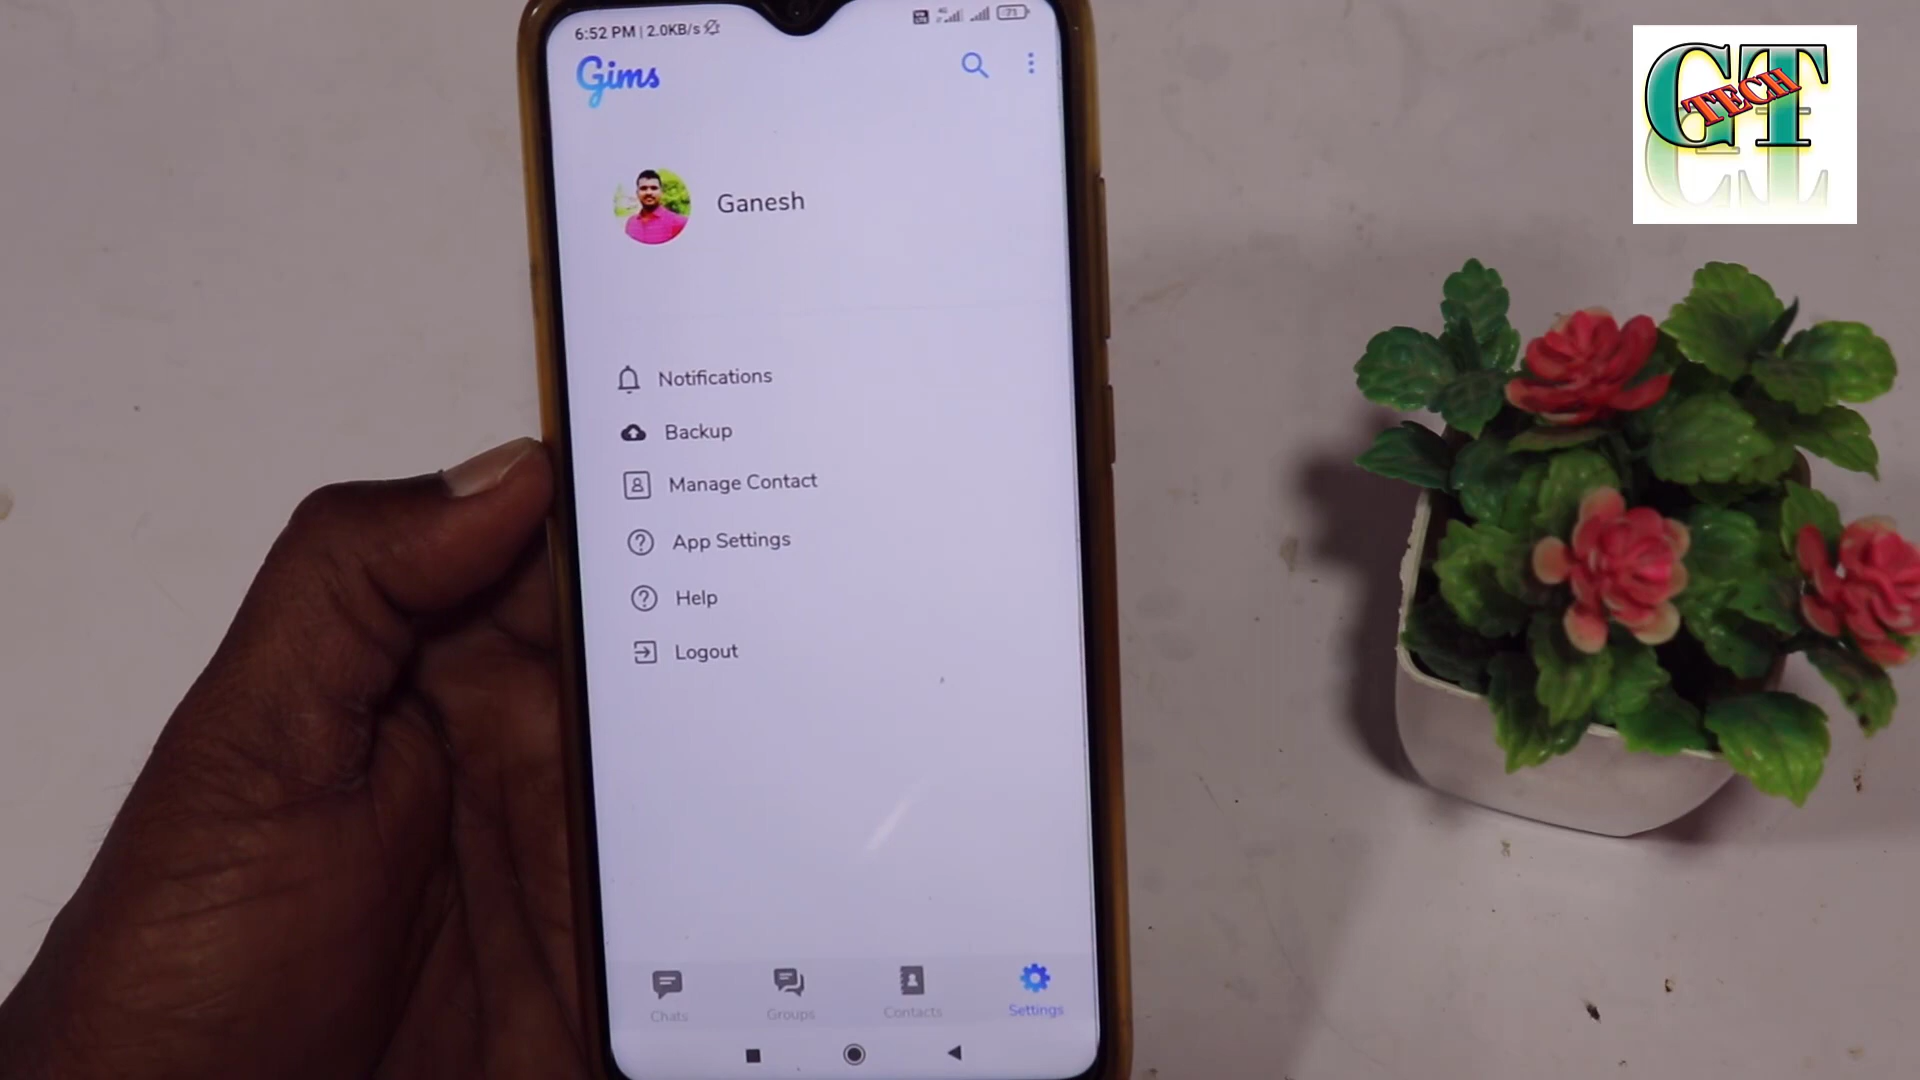 6:52 PM | 2.0KB/s
71
Gims
GT
TECH
Ganesh
Notifications
Backup
Manage Contact
App Settings
Help
Logout
Chats
Groups
Contacts
Settings